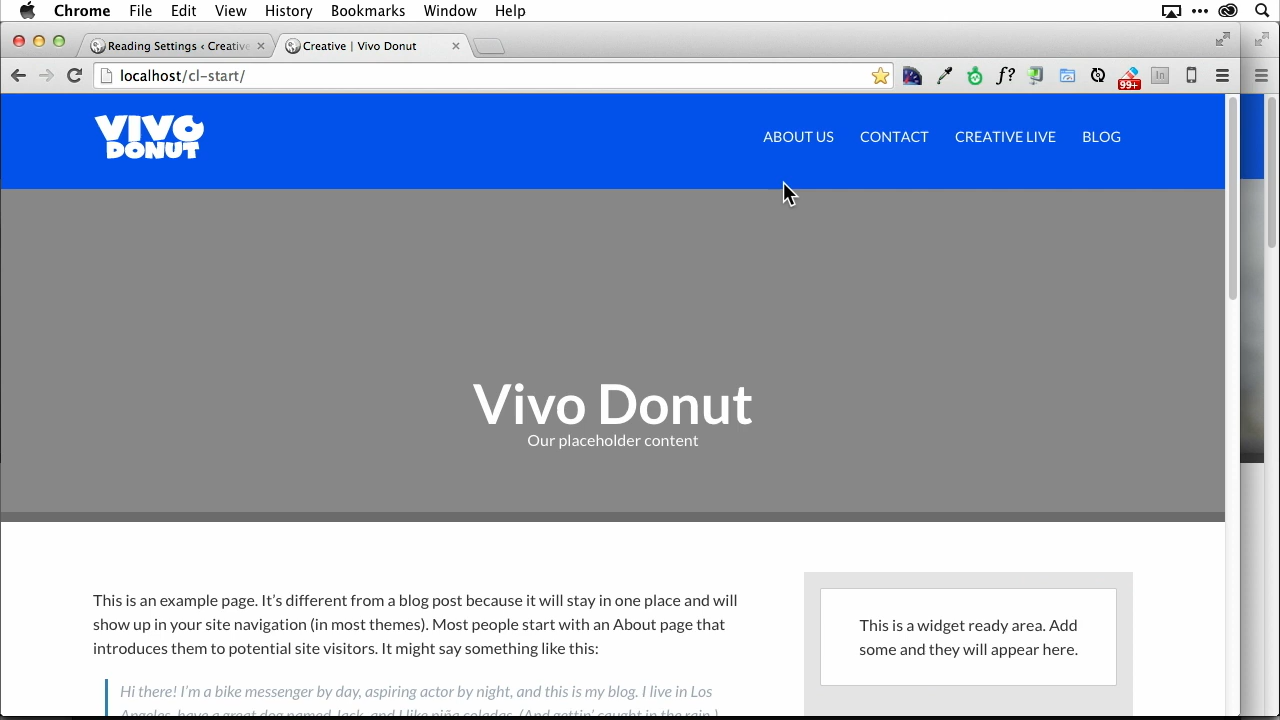 Chrome File Edit View History Bookmarks Window Help
Reading Settings ‹ Creative
Creative | Vivo Donut
localhost/cl-start/
f?
In
99+
VIVO
DONUT
ABOUT US CONTACT CREATIVE LIVE BLOG
Vivo Donut
Our placeholder content
This is an example page. It’s different from a blog post because it will stay in one place and will
show up in your site navigation (in most themes). Most people start with an About page that
introduces them to potential site visitors. It might say something like this:
Hi there! I’m a bike messenger by day, aspiring actor by night, and this is my blog. I live in Los
Angeles, have a great dog named Jack, and I like piña coladas. (And gettin’ caught in the rain.)
This is a widget ready area. Add
some and they will appear here.